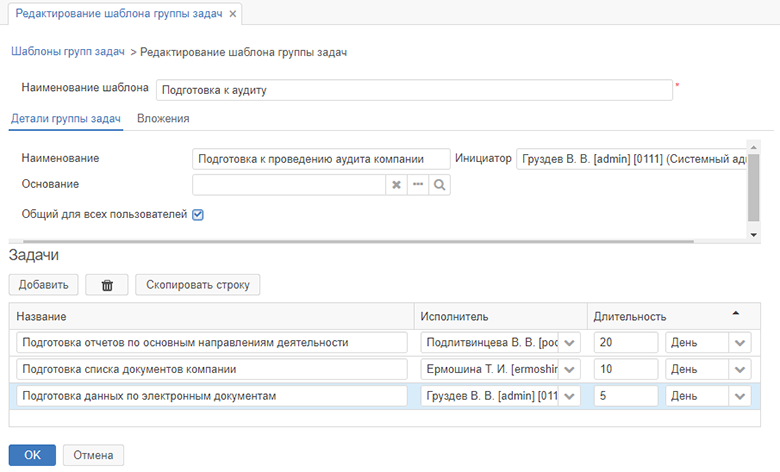 Редактирование шаблона группы задач
Шаблоны групп задач > Редактирование шаблона группы задач
Наименование шаблона Подготовка к аудиту *
Детали группы задач Вложения
Наименование Подготовка к проведению аудита компании Инициатор Груздев В. В. [admin] [0111] (Системный ад
Основание
Общий для всех пользователей
Задачи
Добавить Скопировать строку
Название Исполнитель Длительность
Подготовка отчетов по основным направлениям деятельности Подлитвинцева В. В. [род 20 День
Подготовка списка документов компании Ермошина Т. И. [ermoshir 10 День
Подготовка данных по электронным документам Груздев В. В. [admin] [011 5 День
OK Отмена